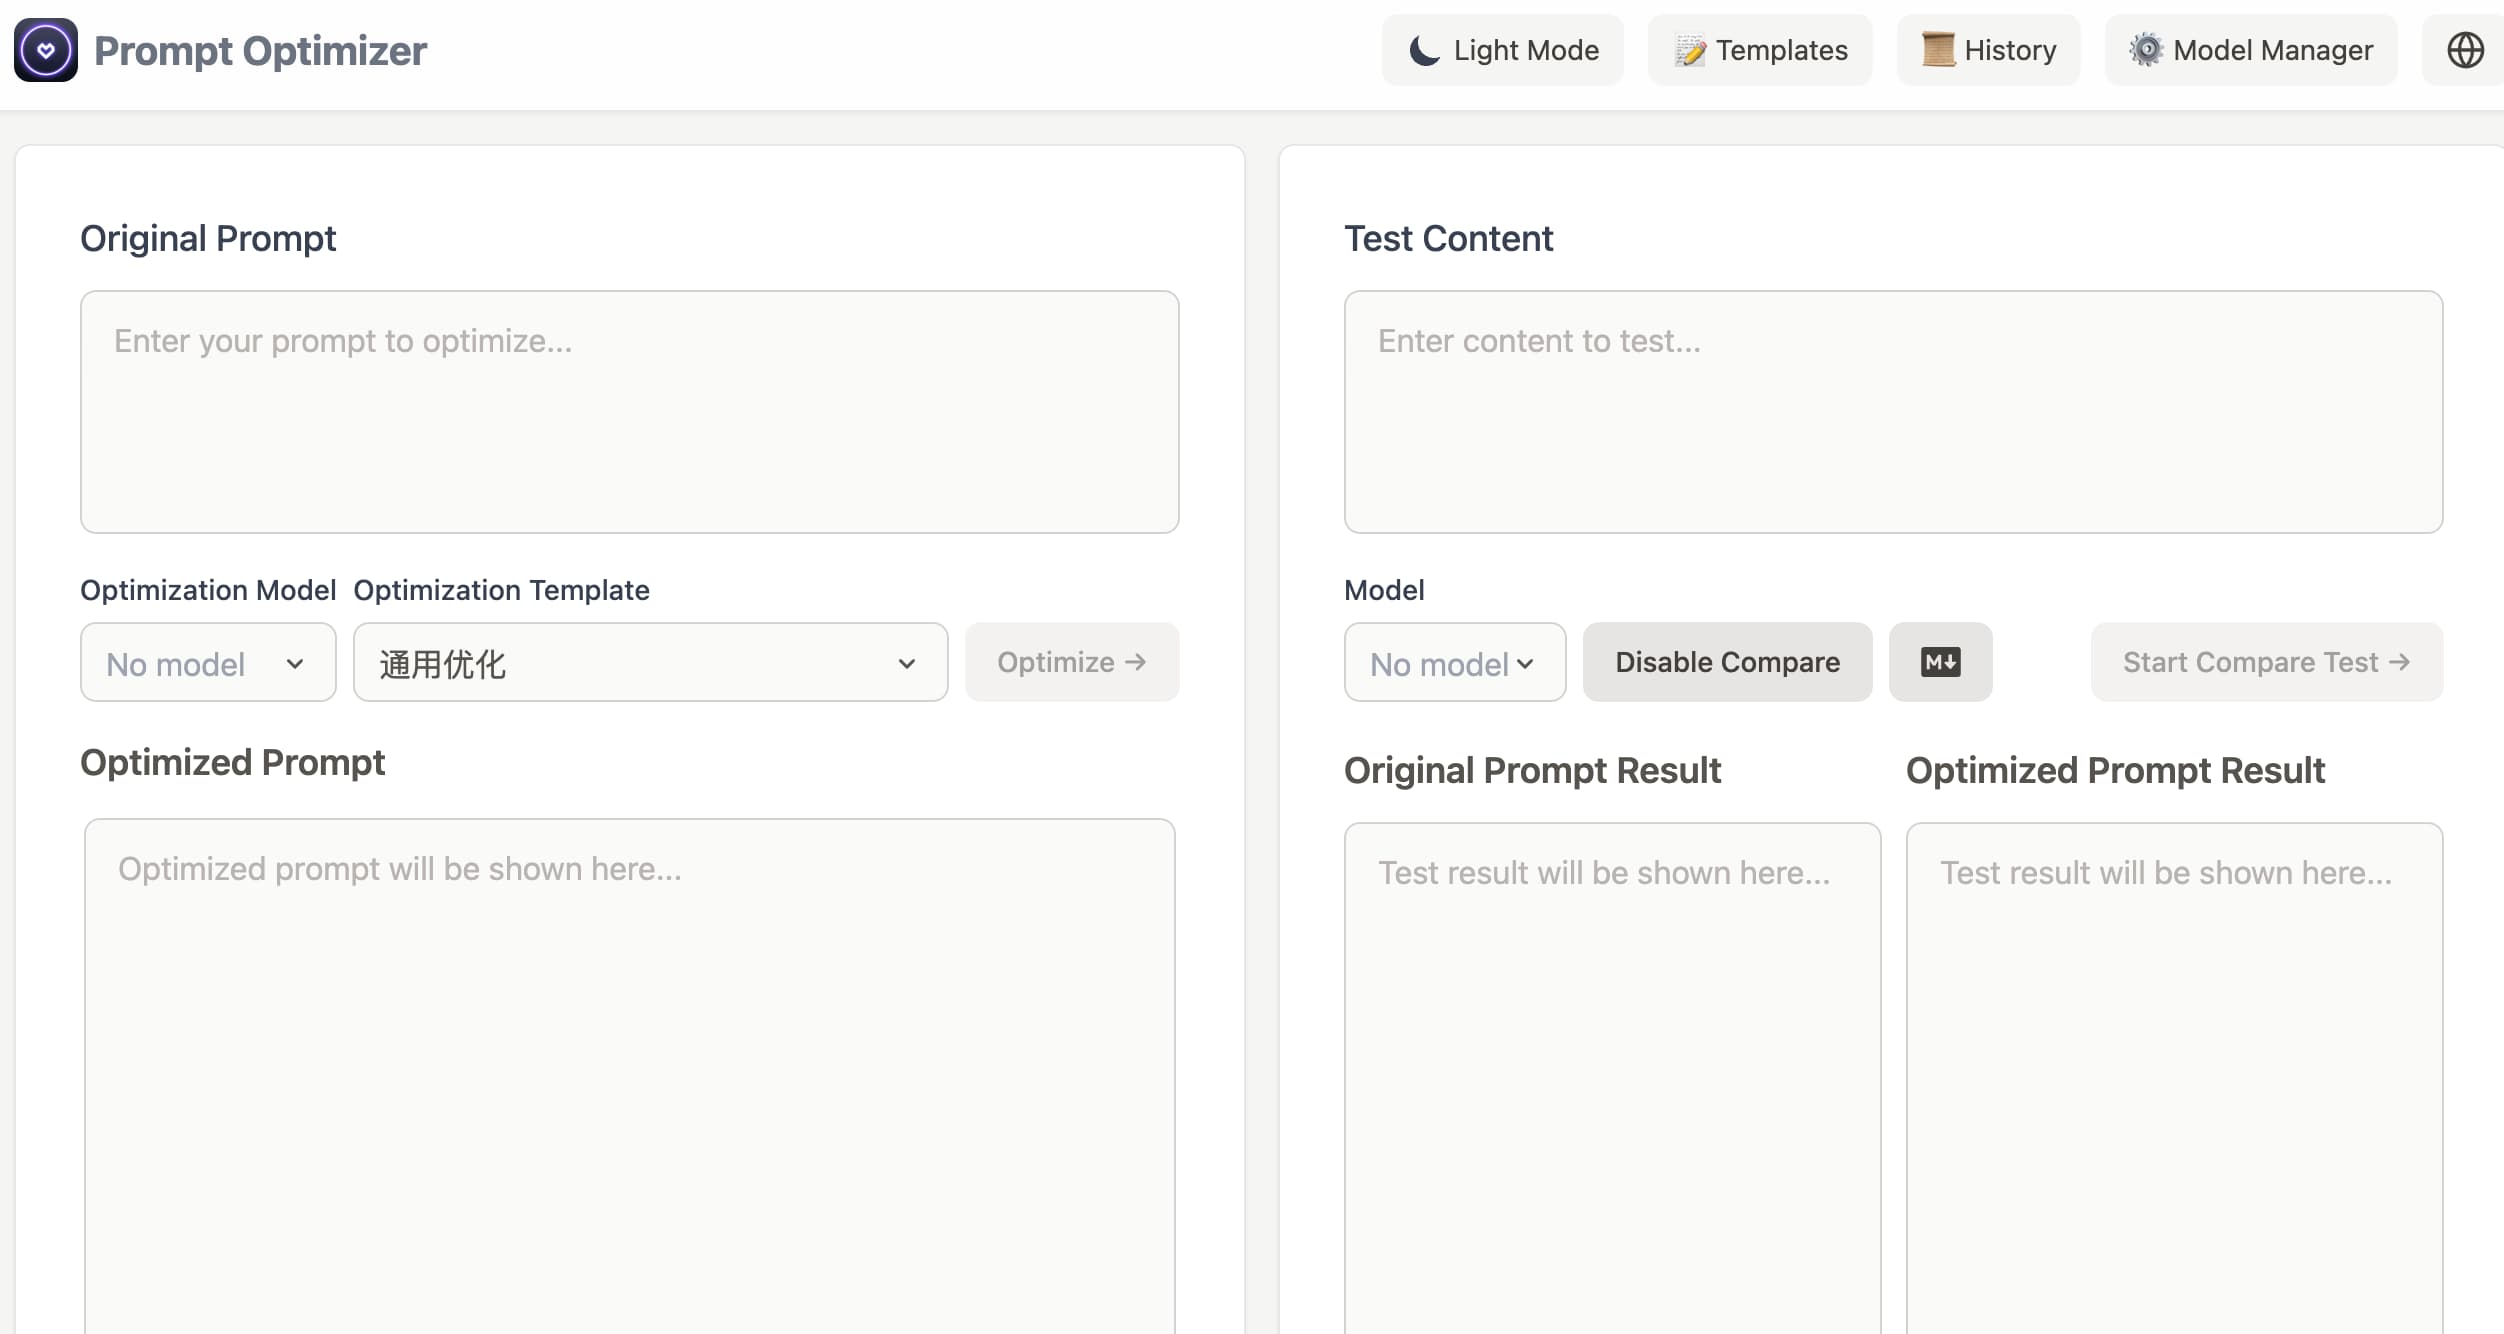 Prompt Optimizer
Light Mode
Templates
History
Model Manager
Original Prompt
Enter your prompt to optimize...
Optimization Model
Optimization Template
No model
通用优化
Optimize →
Optimized Prompt
Optimized prompt will be shown here...
Test Content
Enter content to test...
Model
No model
Disable Compare
M↓
Start Compare Test →
Original Prompt Result
Optimized Prompt Result
Test result will be shown here...
Test result will be shown here...